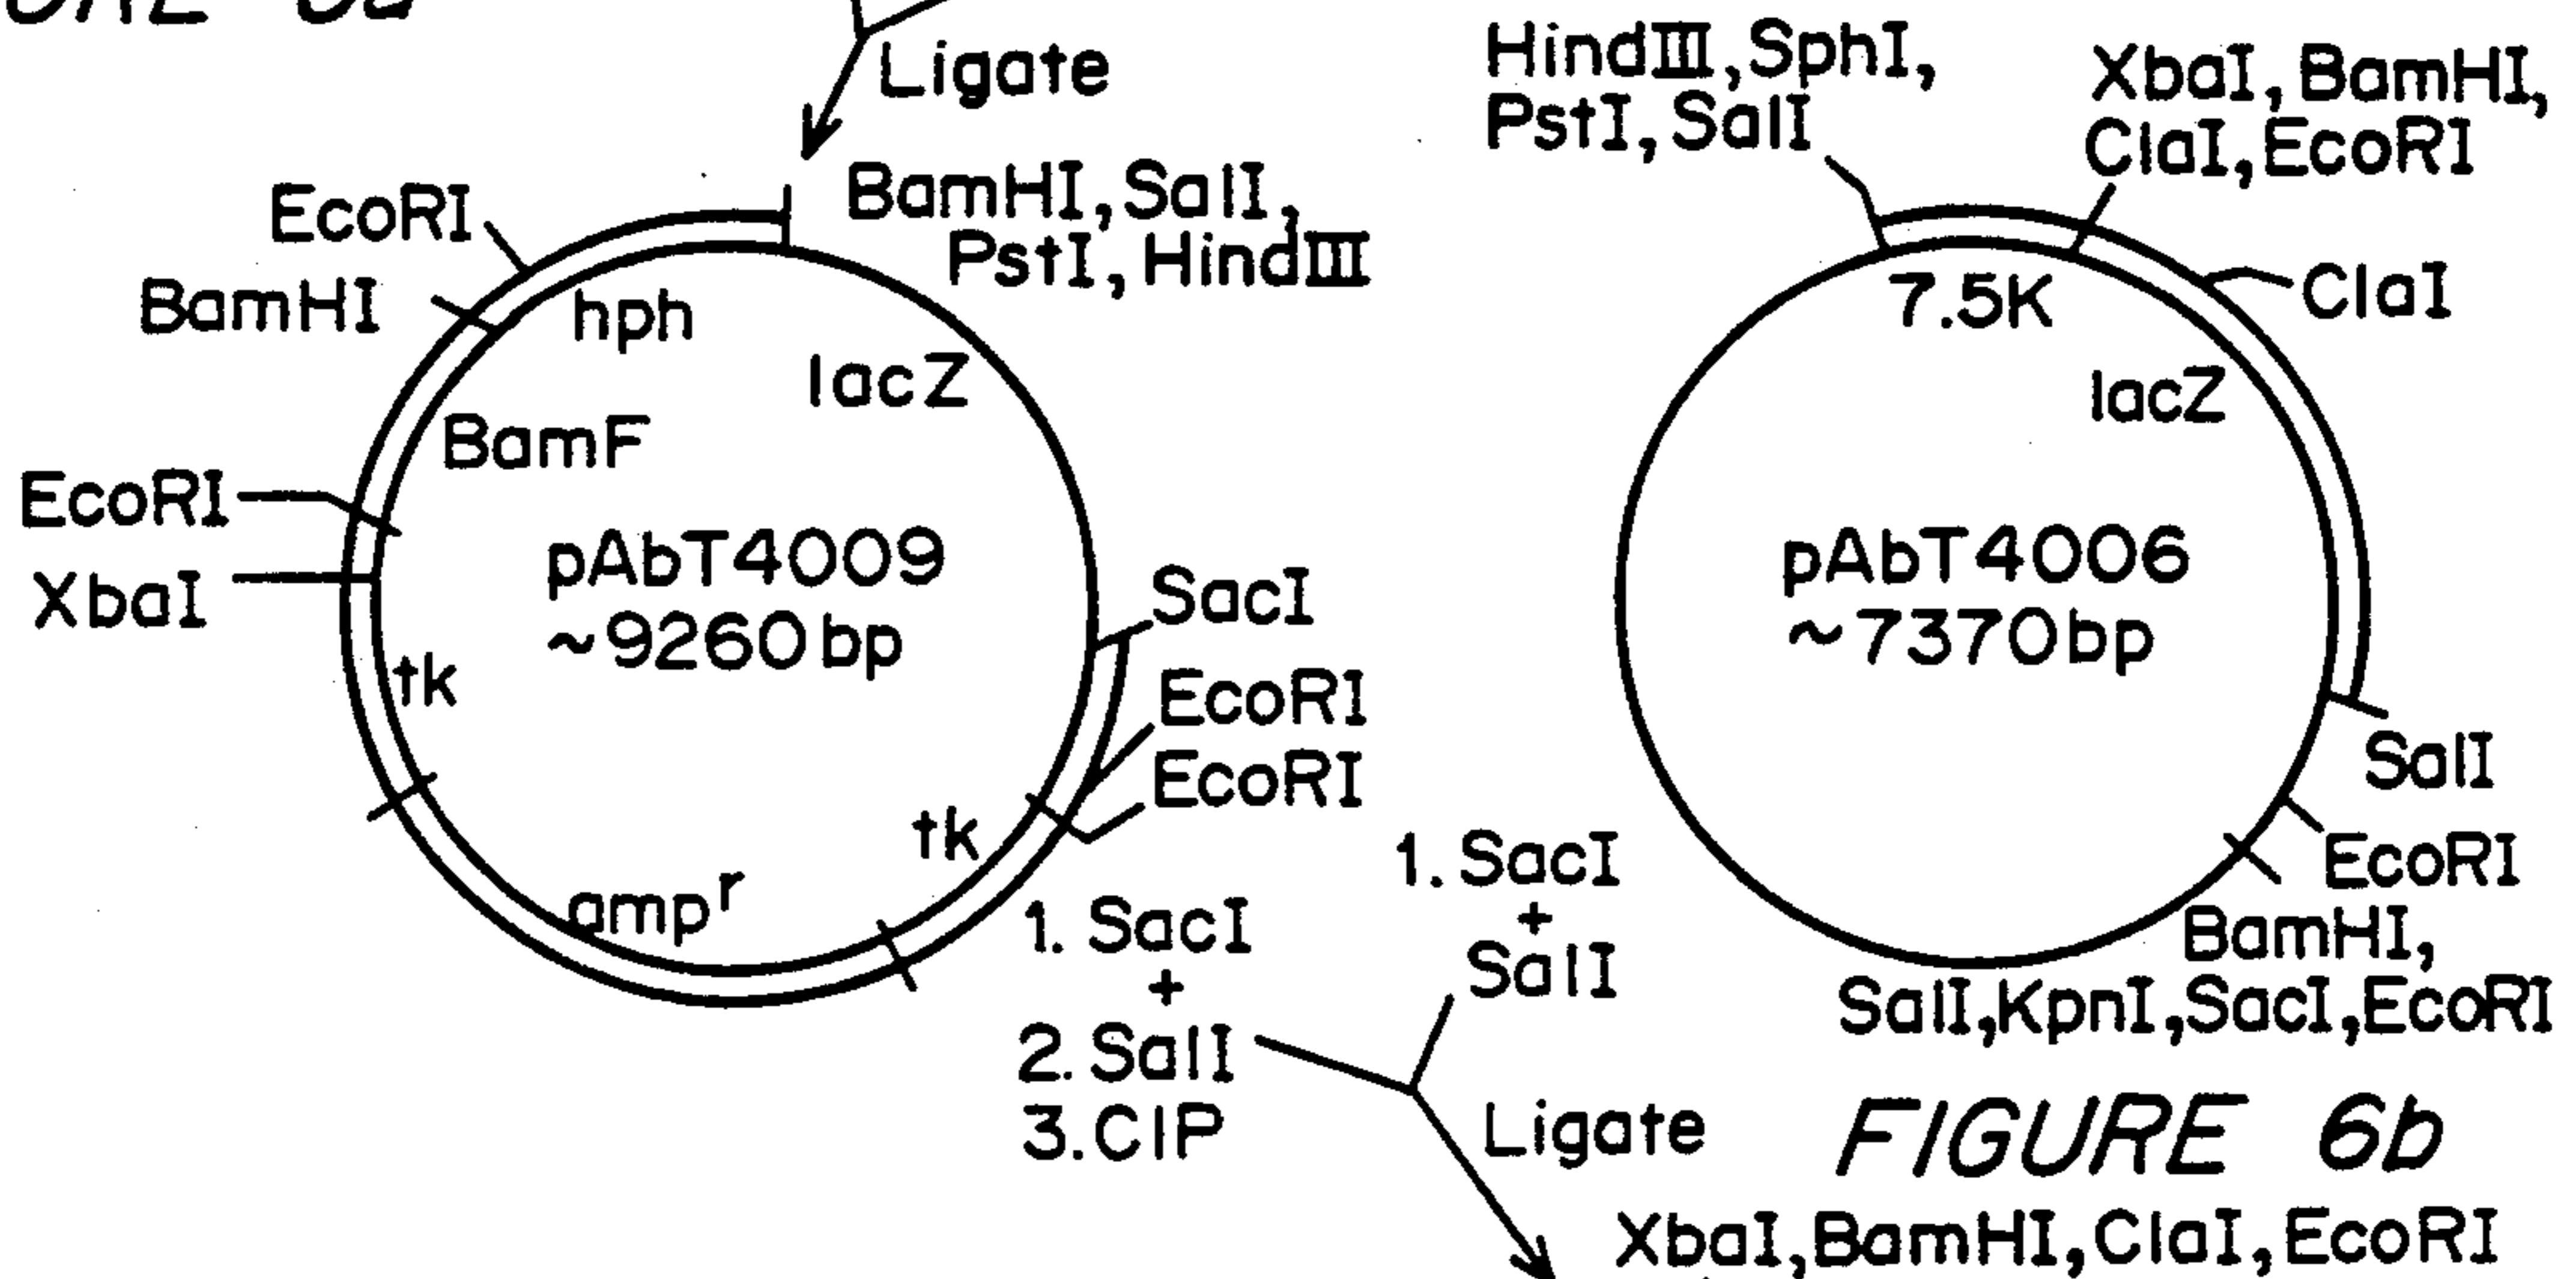 Ligate
HindIII, SphI,
PstI, SalI
XbaI, BamHI,
ClaI, EcoRI
BamHI, SalI,
PstI, HindIII
EcoRI
BamHI
hph
lacZ
BamF
EcoRI
XbaI
pAbT4009
~9260 bp
tk
SacI
EcoRI
EcoRI
tk
ampr
7.5K
ClaI
lacZ
pAbT4006
~7370 bp
SalI
EcoRI
BamHI,
SalI, KpnI, SacI, EcoRI
1. SacI
+
2. SalI
3. CIP
1. SacI
+
SalI
Ligate
FIGURE 6b
XbaI, BamHI, ClaI, EcoRI